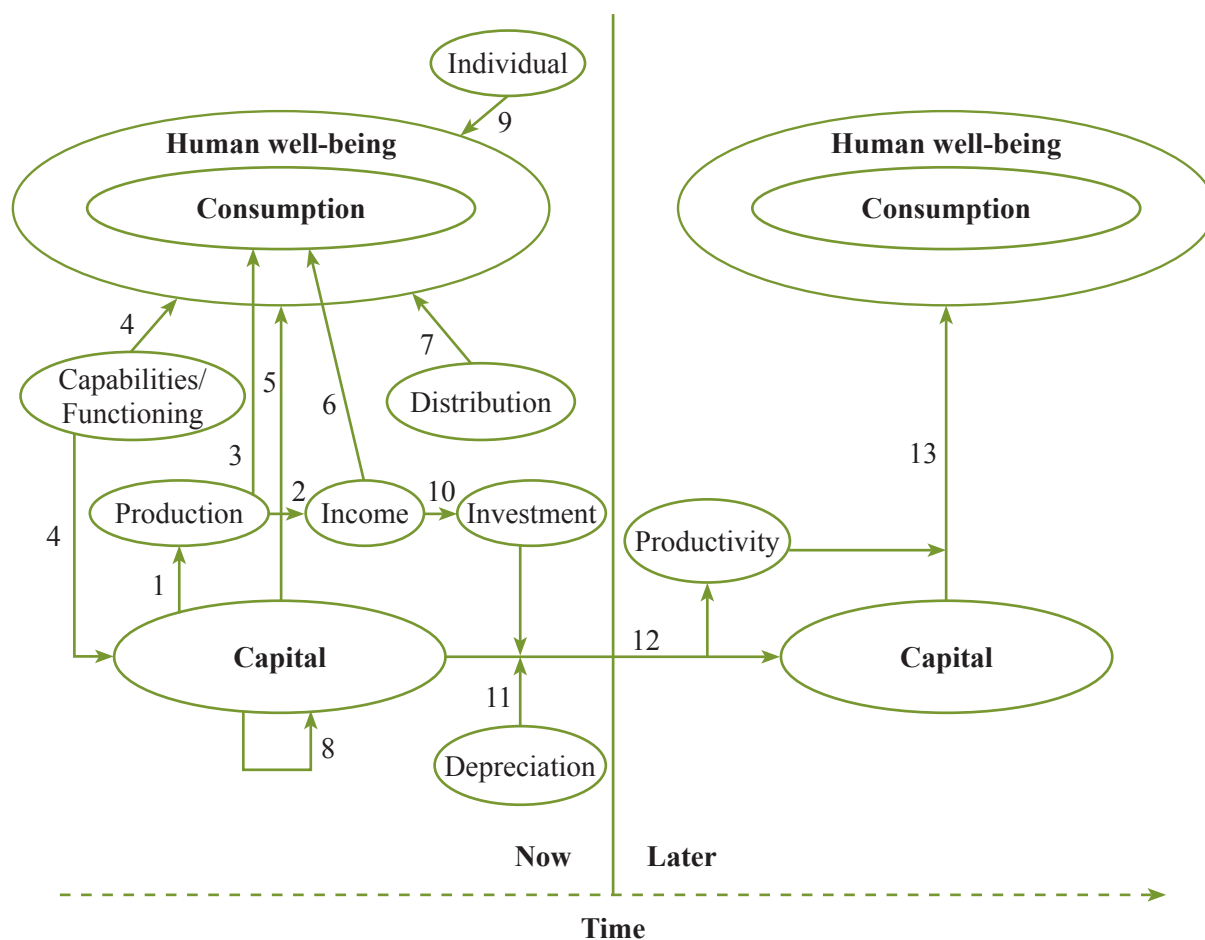 Individual
9
Human well-being
Human well-being
Consumption
Consumption
4
7
5
Capabilities/
Functioning
6
Distribution
3
13
2
10
Production
Income
Investment
4
Productivity
1
12
Capital
Capital
11
8
Depreciation
Now
Later
Time